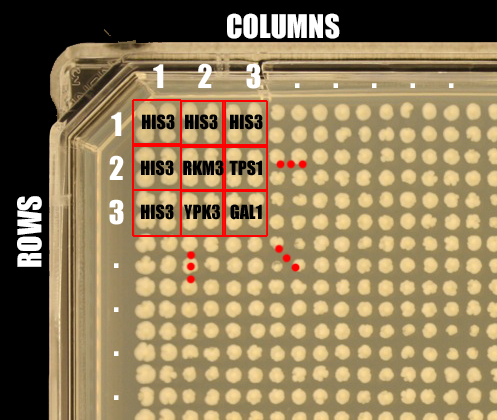 COLUMNS
1 2 3
ROWS
1 HIS3 HIS3 HIS3
2 HIS3 RKM3 TPS1
3 HIS3 YPK3 GAL1